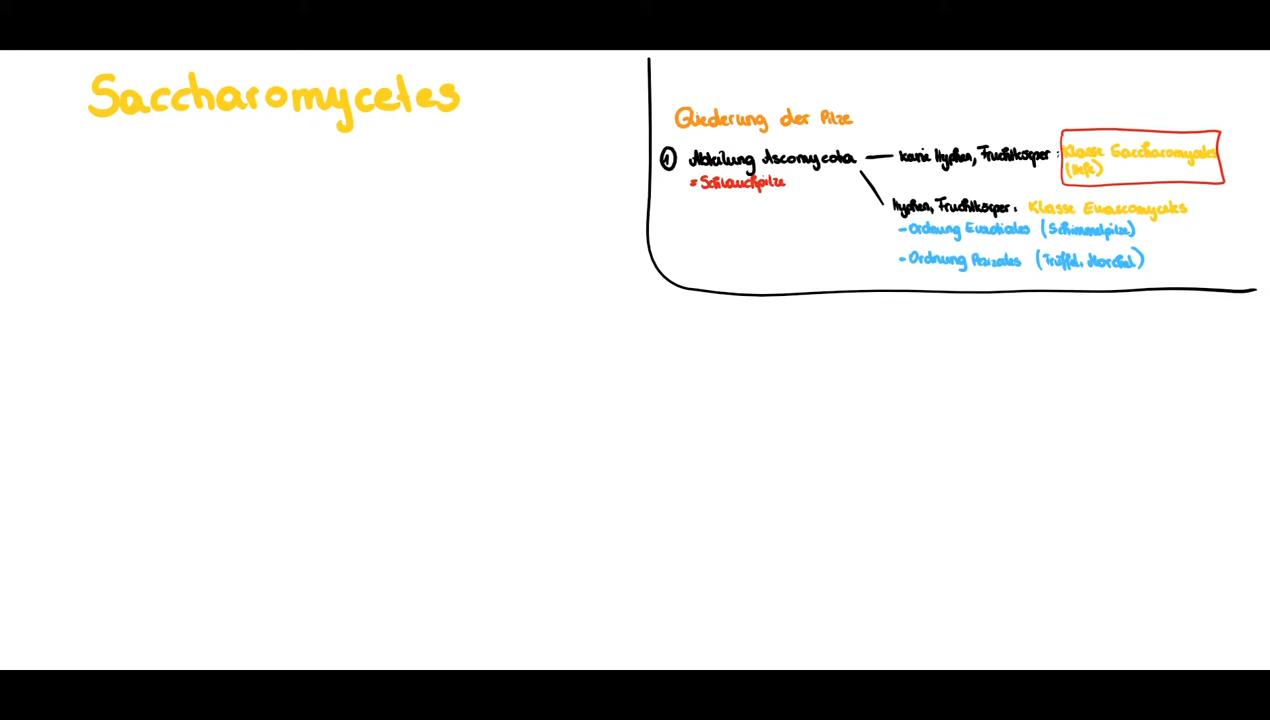 Saccharomycetes
Gliederung der Pilze
1 Abteilung Ascomycota — keine Hyphen, Fruchtkörper: Klasse Saccharomycetes
= Schlauchpilze
(Hefe)
Hyphen, Fruchtkörper: Klasse Euascomycetes
- Ordnung Eurotiales (Schimmelpilze)
- Ordnung Pezizales (Trüffel, Morchel)